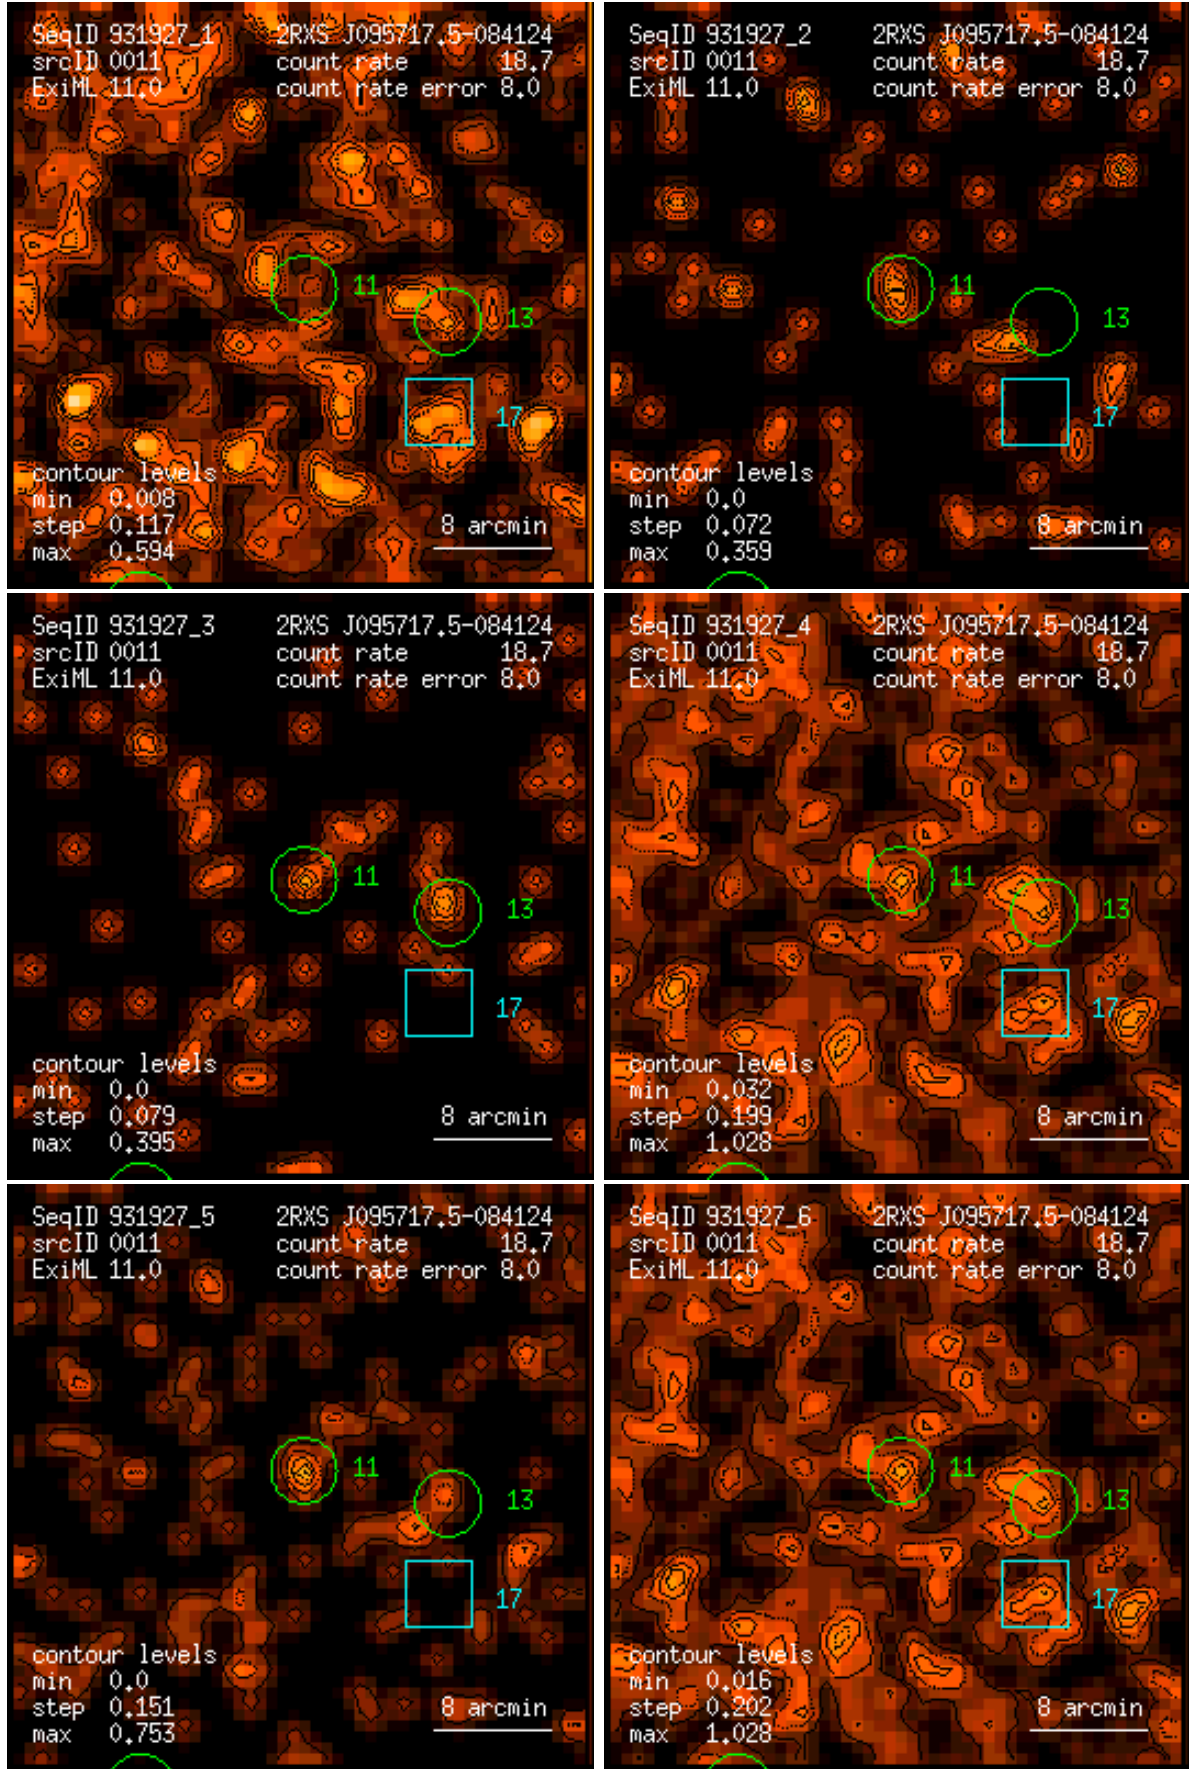 SeqID 931927_1 2RXS J095717.5-084124
srcID 0011 count rate 18.7
ExiML 11.0 count rate error 8.0
11
13
17
contour levels
min 0.008
step 0.117 8 arcmin
max 0.594
SeqID 931927_2 2RXS J095717.5-084124
srcID 0011 count rate 18.7
ExiML 11.0 count rate error 8.0
11
13
17
contour levels
min 0.0
step 0.072 8 arcmin
max 0.359
SeqID 931927_3 2RXS J095717.5-084124
srcID 0011 count rate 18.7
ExiML 11.0 count rate error 8.0
11
13
17
contour levels
min 0.0
step 0.079 8 arcmin
max 0.395
SeqID 931927_4 2RXS J095717.5-084124
srcID 0011 count rate 18.7
ExiML 11.0 count rate error 8.0
11
13
17
contour levels
min 0.032
step 0.199 8 arcmin
max 1.028
SeqID 931927_5 2RXS J095717.5-084124
srcID 0011 count rate 18.7
ExiML 11.0 count rate error 8.0
11
13
17
contour levels
min 0.0
step 0.151 8 arcmin
max 0.753
SeqID 931927_6 2RXS J095717.5-084124
srcID 0011 count rate 18.7
ExiML 11.0 count rate error 8.0
11
13
17
contour levels
min 0.016
step 0.202 8 arcmin
max 1.028